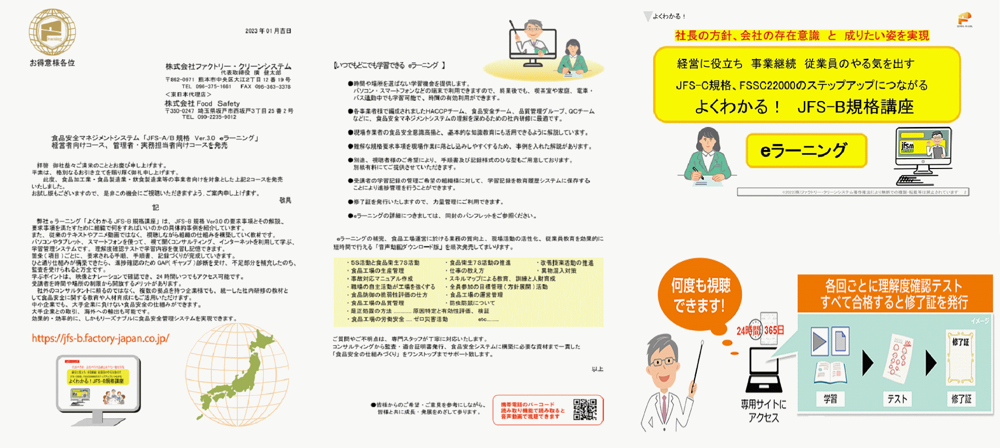 learning
2023年01月吉日
お得意様各位
株式会社ファクトリー・クリーンシステム
代表取締役 廣 健太郎
〒862-0971 熊本市中央区大江2丁目12番19号
TEL 096-375-1661 FAX 096-363-3378
＜東日本代理店＞
株式会社Food Safety
〒350-0247 埼玉県坂戸市西坂戸3丁目25番2号
TEL 090-2235-9012
食品安全マネジメントシステム「JFS-A/B規格 Ver.3.0 eラーニング」
経営者向けコース、管理者・実務担当者向けコースを発売
拝啓 御社益々ご清栄のこととお慶び申し上げます。
平素は、格別なるお引き立てを賜り厚く御礼申し上げます。
此度、食品加工業・食品製造業・飲食製造業等の事業者向けを対象とした上記2コースを発売
いたしました。
お試し版もございますので、是非この機会にご視聴いただきますよう、ご案内申し上げます。
敬具
記
弊社eラーニング「よくわかるJFS-B規格講座」は、JFS-B規格Ver3.0の要求事項とその解説、
要求事項を満たすために組織で何をすればいいのかの具体的事例を紹介しています。
また、従来のテキストやアニメ動画ではなく、視聴しながら組織の仕組みを構築していく教材です。
パソコンやタブレット、スマートフォンを使って、視て聞くコンサルティング、インターネットを利用して学ぶ、
学習管理システムです。理解度確認テストで学習内容を復習し記憶できます。
箇条(項目)ごとに、要求される手順、手順書、記録づくりが完成していきます。
ひと通り仕組みが構築できたら、進捗確認のためGAP(ギャップ)診断を受け、不足部分を補充したのち、
監査を受けられると万全です。
学ぶポイントは、映像とナレーションで確認でき、24時間いつでもアクセス可能です。
受講者を時間や場所の制限から開放するメリットがあります。
社外のコンサルタントに頼るのではなく、複数の拠点を持つ企業様でも、統一した社内研修の教材と
して食品安全に関する教育や人材育成にもご活用いただけます。
中小企業でも、大手企業に負けない食品安全の仕組みができます。
大手企業との取引、海外への輸出も可能です。
効果的・効率的に、しかもリーズナブルに食品安全管理システムを実現できます。
https://jfs-b.factory-japan.co.jp/
eラーニング
経営に役立ち 事業継続 従業員のやる気を出す
JFS-C規格、FSSC22000のステップアップにつながる
よくわかる！JFS-B規格講座
【いつでもどこでも学習できる eラーニング 】
●時間や場所を選ばない学習機会を提供します。
パソコン・スマートフォンなどの端末で利用できますので、終業後でも、喫茶室や家庭、電車・
バス通勤中でも学習可能で、時間の有効利用ができます。
●各事業者様で編成されましたHACCPチーム、食品安全チーム、品質管理グループ、QCチーム
などに、食品安全マネジメントシステムの理解を深めるための社内研修に最適です。
●現場作業者の食品安全意識高揚と、基本的な知識教育にも活用できるように解説しています。
●難解な規格要求事項を現場作業に落とし込みしやすくするため、事例を入れた解説があります。
●別途、視聴者様のご希望により、手順書及び記録様式のひな型もご用意しております。
別紙有料にてご提供させていただきます。
●受講者の学習記録の管理ご希望の組織様に対して、学習記録を教育履歴システムに保存する
ことにより進捗管理を行うことができます。
●修了証を発行いたしますので、力量管理にご利用できます。
●eラーニングの詳細につきましては、同封のパンフレットをご参照ください。
eラーニングの補完、食品工場運営に於ける業務の質向上、現場活動の活性化、従業員教育を効果的に
短時間で行える「音声動画ダウンロード版」を順次発売してまいります。
・5S活動と食品衛生7S活動 ・食品衛生7S活動の推進 ・改善提案活動の推進
・食品工場の生産管理 ・仕事の教え方 ・異物混入対策
・事故対応マニュアル作成 ・スキルマップによる教育、訓練と人財育成
・職場の自主活動が工場を強くする ・全員参加の目標管理(方針展開)活動
・食品防御の脆弱性評価の仕方 ・食品工場の運営管理
・食品工場の品質管理 ・防虫防鼠について
・是正処置の方法 ............... 原因特定と有効性評価、検証
・食品工場の労働安全 ..... ゼロ災害活動 etc..........
ご質問やご不明点は、専門スタッフが丁寧に対応いたします。
コンサルティングから監査・適合証明書発行、食品安全システムに構築に必要な資材まで一貫した
「食品安全の仕組みづくり」をワンストップまでサポート致します。
以上
●皆様からのご希望・ご意見を参考にしながら、
皆様と共に成長・発展をめざして参ります。
携帯電話のバーコード
読み取り機能で読み取ると
音声動画で視聴できます
よくわかる！
社長の方針、会社の存在意識 と 成りたい姿を実現
経営に役立ち 事業継続 従業員のやる気を出す
JFS-C規格、FSSC22000のステップアップにつながる
よくわかる！ JFS-B規格講座
eラーニング
jfsm
©2022(株)ファクトリー・クリーンシステム著作権法により無断での複製・転載等は禁止されています 2
何度も視聴
できます!
24時間 365日
専用サイトに
アクセス
各回ごとに理解度確認テスト
すべて合格すると修了証を発行
イメージ
100
修了証
学習
テスト
修了証